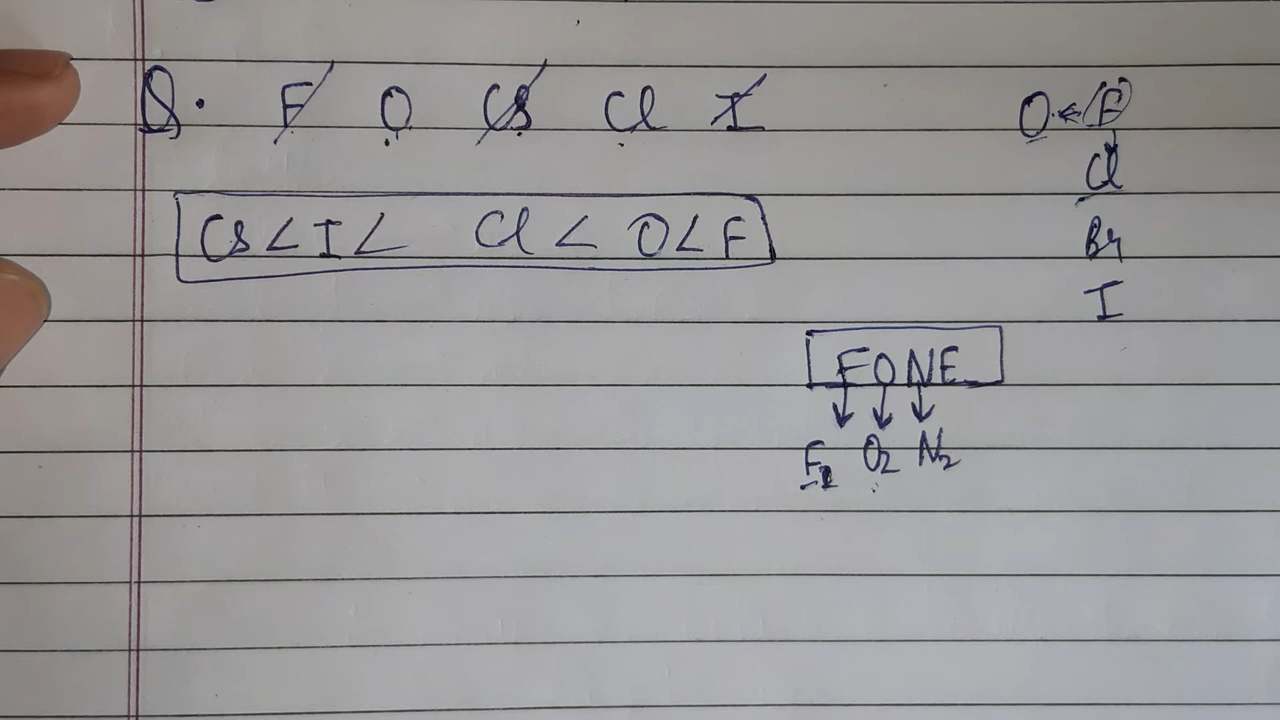 Q. F O Cs Cl I
O ← F
Cl
Cs < I < Cl < O < F
Br
I
FONE
↓ ↓ ↓
F₂ O₂ N₂